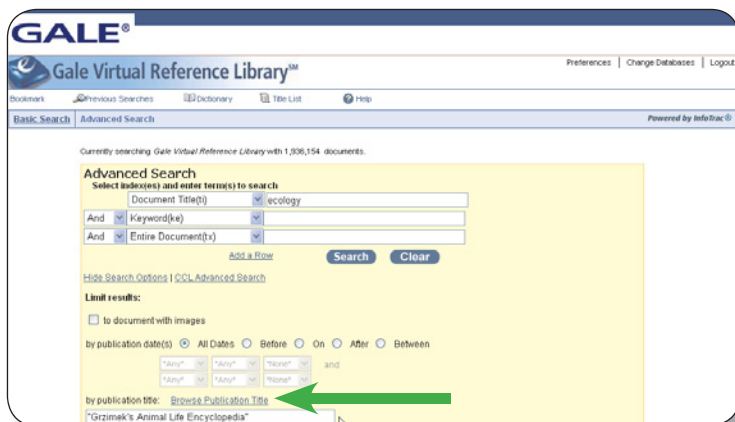 GALE®
Gale Virtual Reference Library℠
Preferences | Change Databases | Logout
Bookmark Previous Searches Dictionary Title List Help
Basic Search Advanced Search Powered by InfoTrac®
Currently searching Gale Virtual Reference Library with 1,936,154 documents.
Advanced Search
Select index(es) and enter term(s) to search
Document Title(ti) ecology
And Keyword(ke)
And Entire Document(tx)
Add a Row Search Clear
Hide Search Options | CCL Advanced Search
Limit results:
to document with images
by publication date(s) All Dates Before On After Between
*Any* *Any* *None* and
*Any* *Any* *None*
by publication title: Browse Publication Title
"Grzimek's Animal Life Encyclopedia"